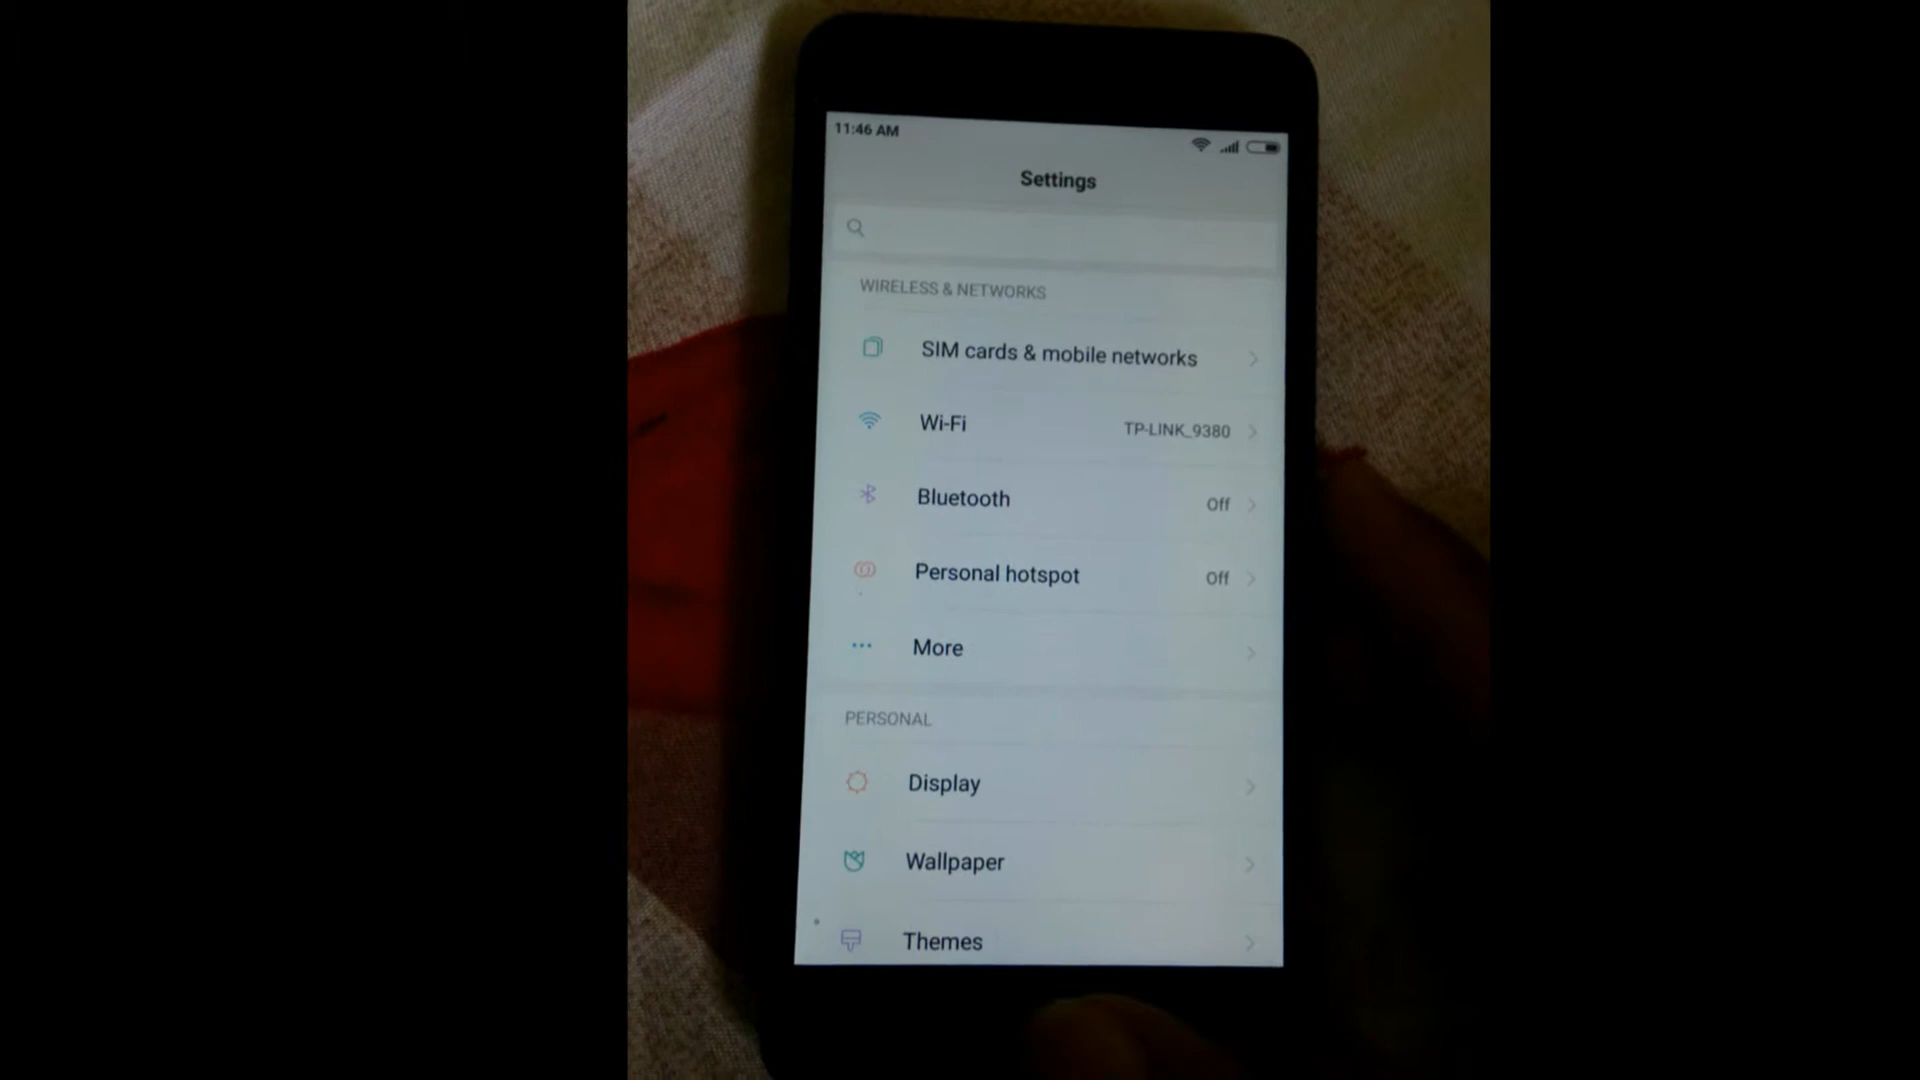 11:46 AM
Settings
WIRELESS & NETWORKS
SIM cards & mobile networks
Wi-Fi TP-LINK_9380
Bluetooth Off
Personal hotspot Off
More
PERSONAL
Display
Wallpaper
Themes